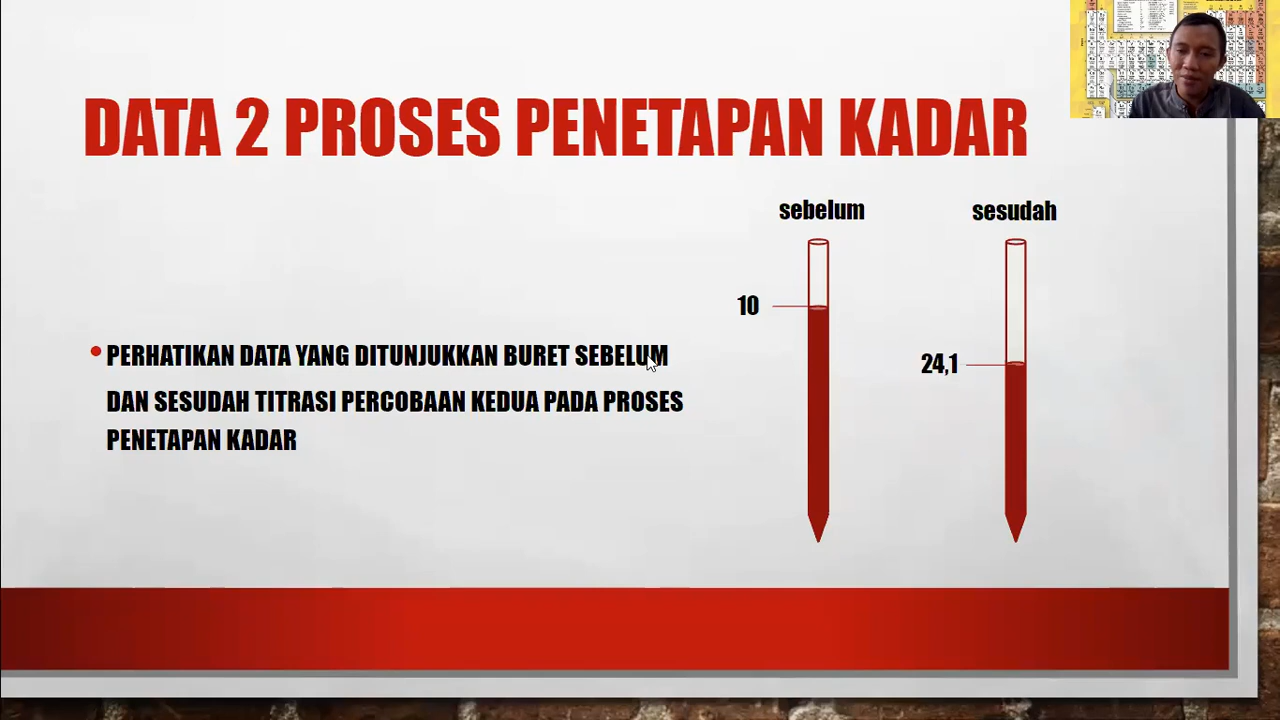 DATA 2 PROSES PENETAPAN KADAR
sebelum
sesudah
10
24,1
PERHATIKAN DATA YANG DITUNJUKKAN BURET SEBELUM
DAN SESUDAH TITRASI PERCOBAAN KEDUA PADA PROSES
PENETAPAN KADAR